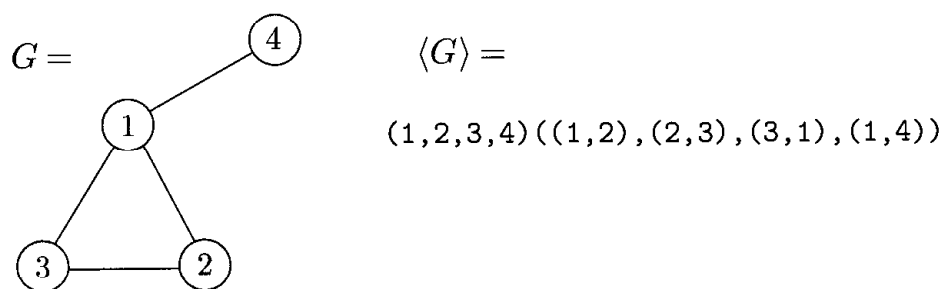 G =
4
⟨G⟩ =
1
(1,2,3,4)((1,2),(2,3),(3,1),(1,4))
3
2